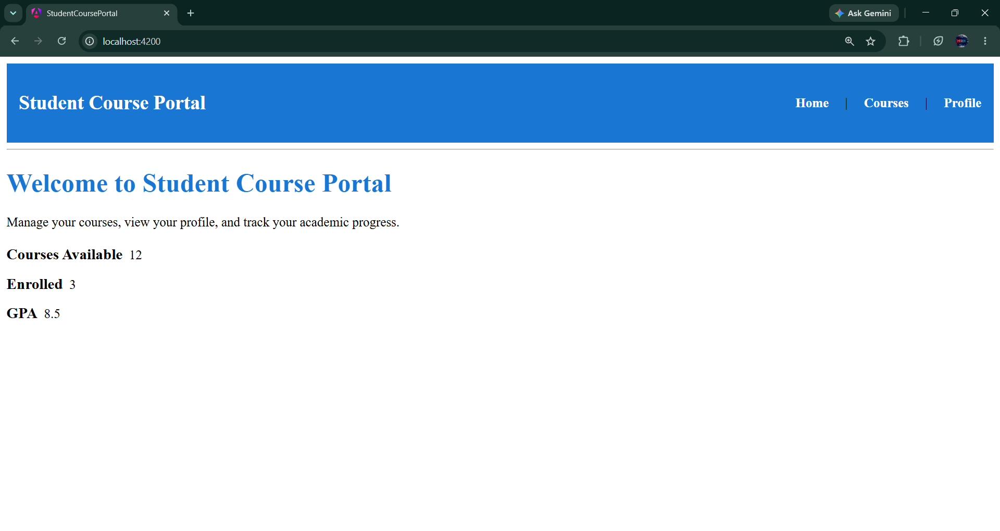 StudentCoursePortal
Ask Gemini
localhost:4200
MRK
Student Course Portal
Home | Courses | Profile
Welcome to Student Course Portal
Manage your courses, view your profile, and track your academic progress.
Courses Available 12
Enrolled 3
GPA 8.5